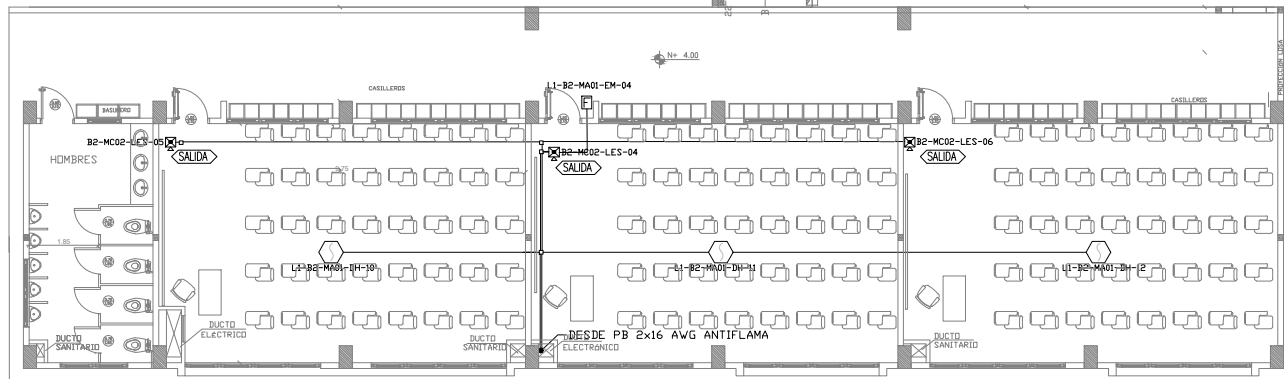 N+ 4.00
PROYECCION LOSA
CASILLEROS
L1-B2-MA01-EM-04
F
CASILLEROS
BASURERO
B2-MC02-LES-05
SALIDA
B2-MC02-LES-04
SALIDA
B2-MC02-LES-06
SALIDA
HOMBRES
1.85
L1-B2-MA01-DH-10
L1-B2-MA01-DH-11
L1-B2-MA01-DH-12
DUCTO
ELÉCTRICO
DUCTO
SANITARIO
DUCTO
SANITARIO
DESDE PB 2x16 AWG ANTIFLAMA
ELECTRÓNICO
DUCTO
SANITARIO